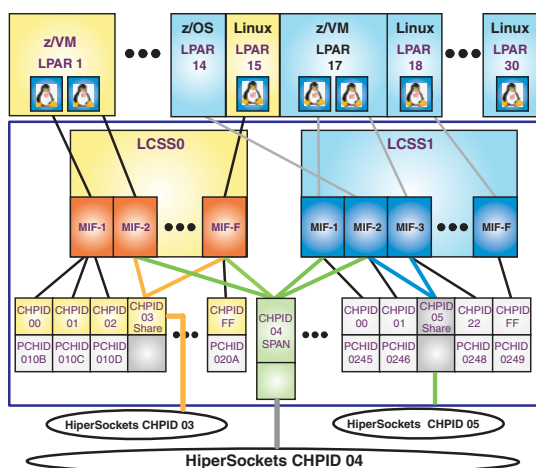 z/VM
LPAR 1
z/OS
LPAR
14
Linux
LPAR
15
z/VM
LPAR
17
Linux
LPAR
18
Linux
LPAR
30
LCSS0
LCSS1
MIF-1
MIF-2
MIF-F
MIF-1
MIF-2
MIF-3
MIF-F
CHPID
00
CHPID
01
CHPID
02
CHPID
03
Share
CHPID
FF
CHPID
04
SPAN
CHPID
00
CHPID
01
CHPID
05
Share
CHPID
22
CHPID
FF
PCHID
010B
PCHID
010C
PCHID
010D
PCHID
020A
PCHID
0245
PCHID
0246
PCHID
0248
PCHID
0249
HiperSockets CHPID 03
HiperSockets CHPID 05
HiperSockets CHPID 04